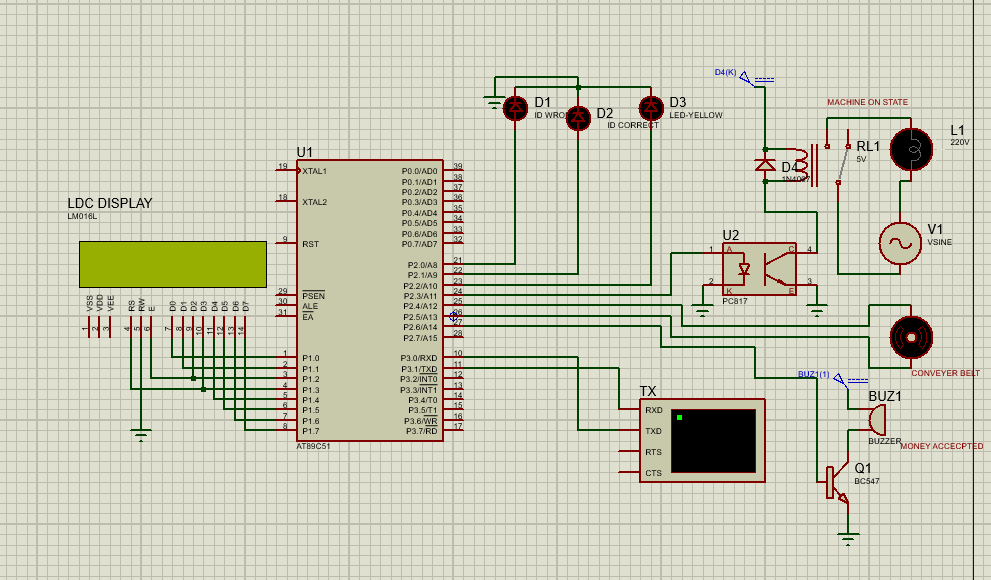 D4(K)
MACHINE ON STATE
D1
ID WRO
D2
ID CORRECT
D3
LED-YELLOW
RL1
5V
L1
220V
D4
U1
19
XTAL1
18
XTAL2
9
RST
29
PSEN
30
ALE
31
EA
1
P1.0
2
P1.1
3
P1.2
4
P1.3
5
P1.4
6
P1.5
7
P1.6
8
P1.7
P0.0/AD0
39
P0.1/AD1
38
P0.2/AD2
37
P0.3/AD3
36
P0.4/AD4
35
P0.5/AD5
34
P0.6/AD6
33
P0.7/AD7
32
P2.0/A8
21
P2.1/A9
22
P2.2/A10
23
P2.3/A11
24
P2.4/A12
25
P2.5/A13
P2.6/A14
27
P2.7/A15
28
P3.0/RXD
10
P3.1/TXD
11
P3.2/INT0
12
P3.3/INT1
13
P3.4/T0
14
P3.5/T1
15
P3.6/WR
16
P3.7/RD
17
AT89C51
LDC DISPLAY
LM016L
VSS
VDD
VEE
RS
RW
E
D0
D1
D2
D3
D4
D5
D6
D7
1
2
3
4
5
6
7
8
9
10
11
12
13
14
U2
1
A
C
4
2
K
E
3
PC817
V1
VSINE
CONVEYER BELT
BUZ1(1)
BUZ1
BUZZER
MONEY ACCECPTED
TX
RXD
TXD
RTS
CTS
Q1
BC547